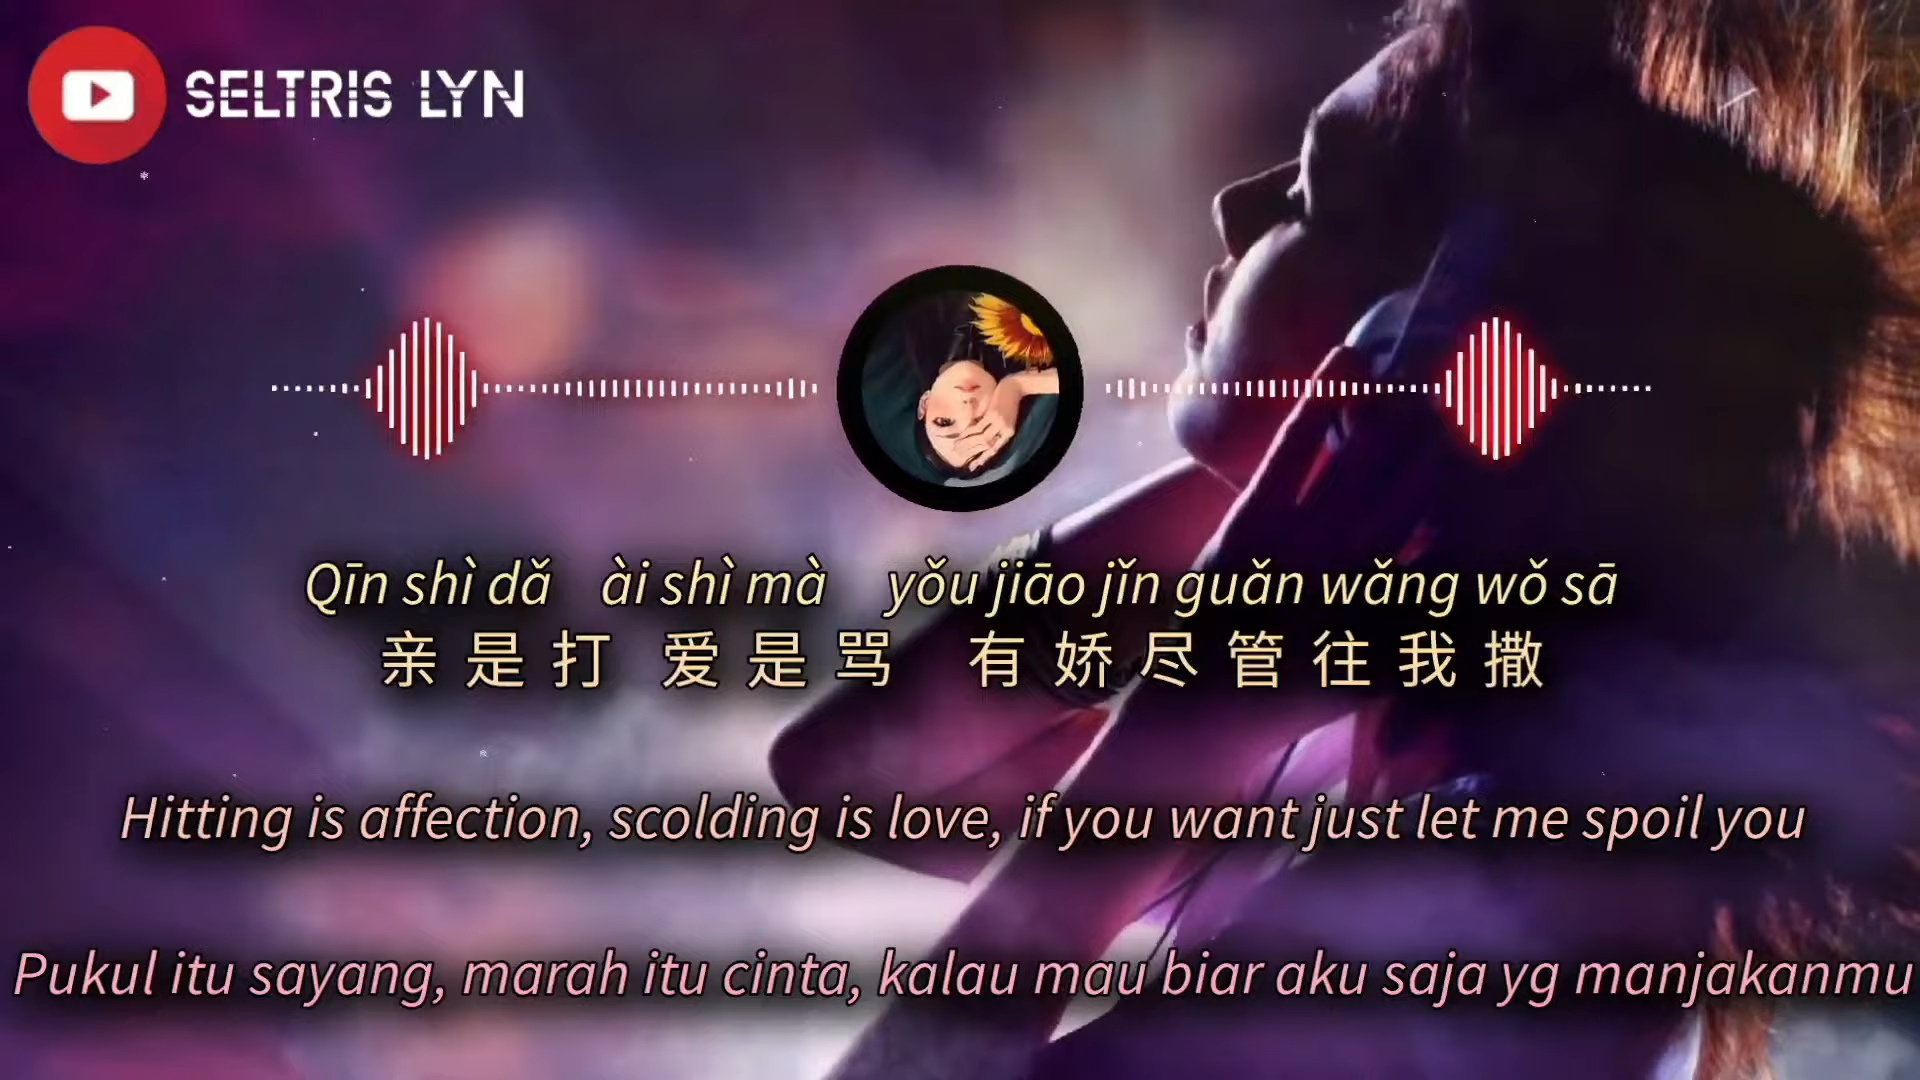 SELTRIS LYN
Qīn shì dǎ ài shì mà yǒu jiāo jǐn guǎn wǎng wǒ sā
亲是打 爱是骂 有娇尽管往我撒
Hitting is affection, scolding is love, if you want just let me spoil you
Pukul itu sayang, marah itu cinta, kalau mau biar aku saja yg manjakanmu